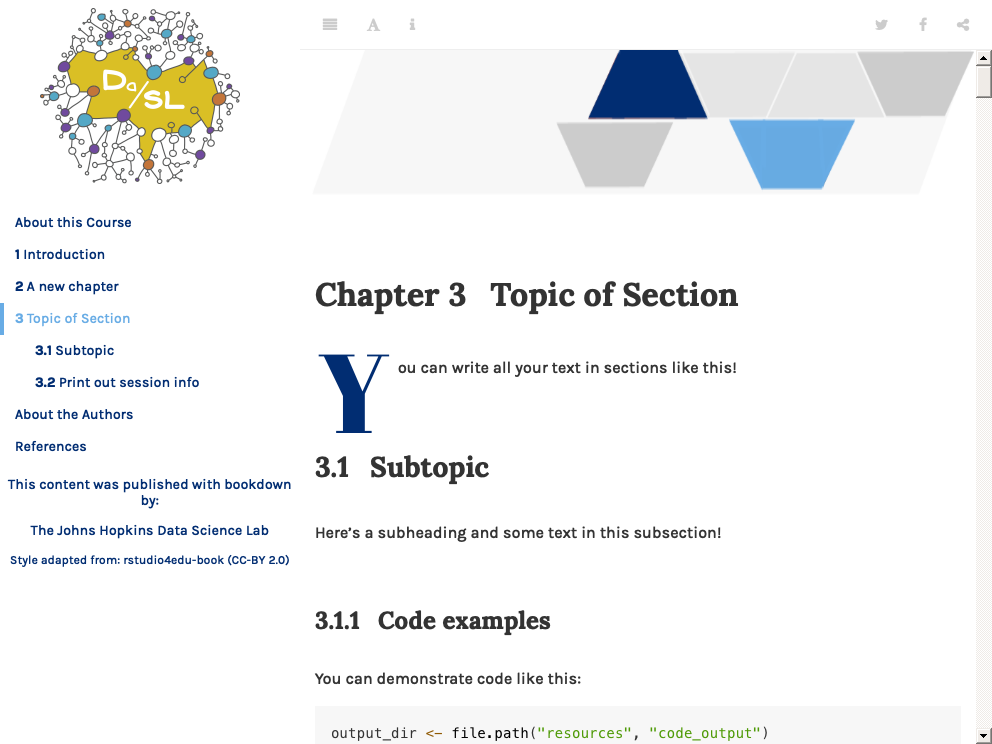 DaSL
About this Course
1 Introduction
2 A new chapter
3 Topic of Section
3.1 Subtopic
3.2 Print out session info
About the Authors
References
This content was published with bookdown
by:
The Johns Hopkins Data Science Lab
Style adapted from: rstudio4edu-book (CC-BY 2.0)
Chapter 3 Topic of Section
You can write all your text in sections like this!
3.1 Subtopic
Here’s a subheading and some text in this subsection!
3.1.1 Code examples
You can demonstrate code like this:
output_dir <- file.path("resources", "code_output")